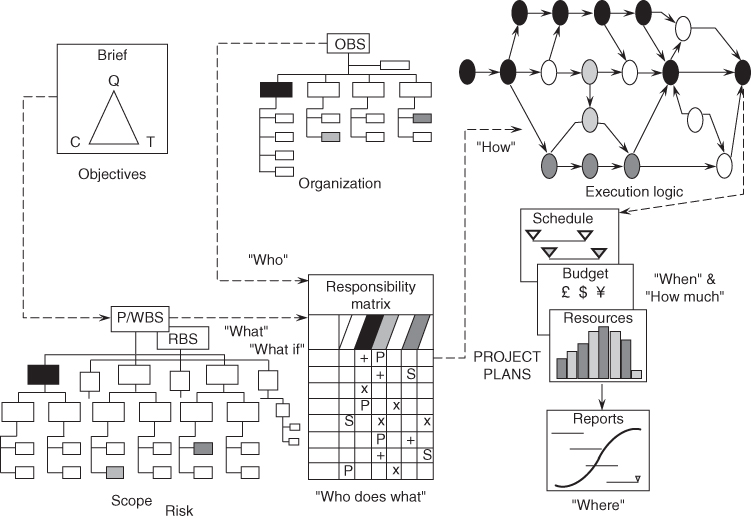 Brief
Q
C
T
Objectives
OBS
Organization
"How"
Execution logic
"Who"
P/WBS
RBS
"What"
"What if"
Scope
Risk
Responsibility
matrix
+ P
+ S
x
P x
S x x
P +
+ S
P x
"Who does what"
Schedule
Budget
£ $ ¥
Resources
"When" &
"How much"
PROJECT
PLANS
Reports
"Where"